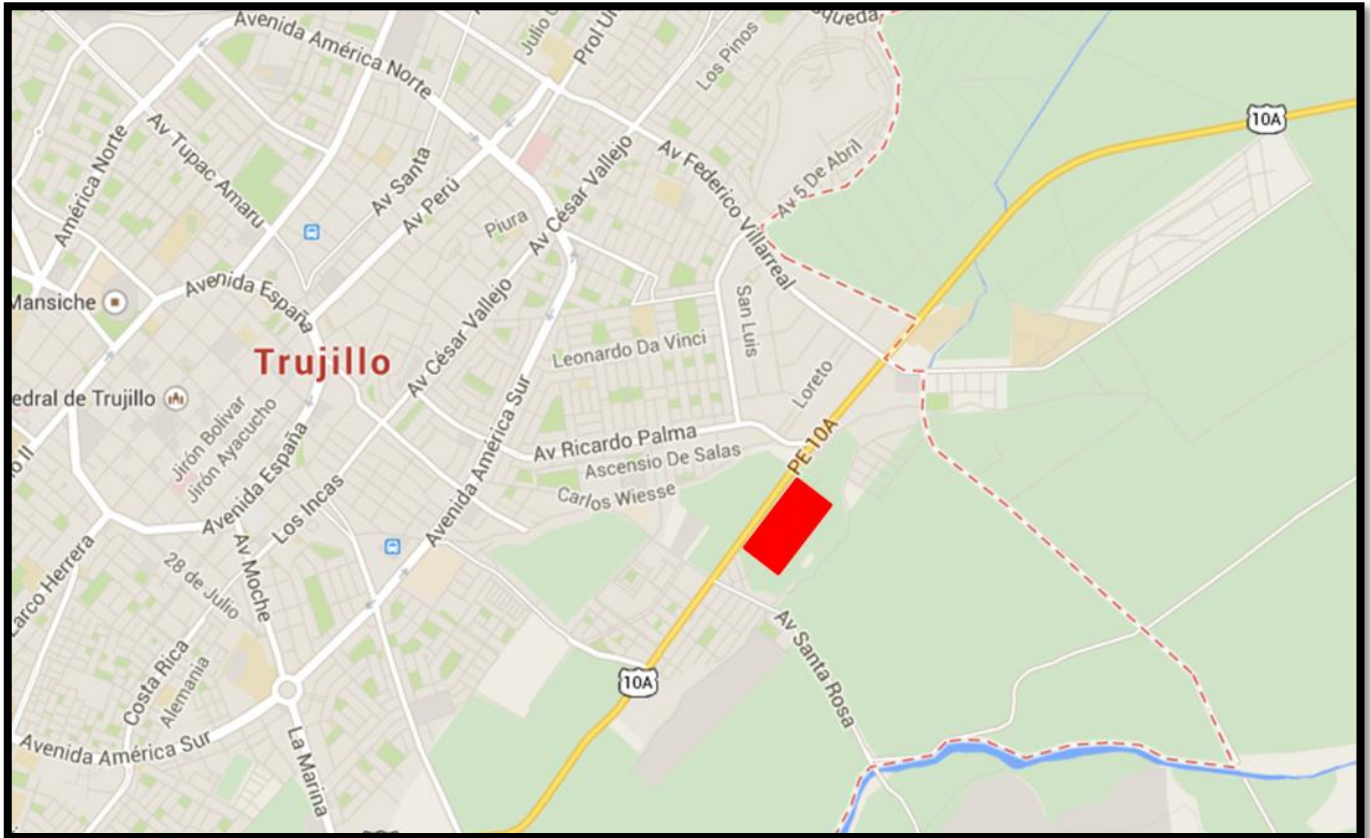 Avenida América Norte
Julio
Prol
Los Pinos
10A
América Norte
Av Tupac Amaru
Av Santa
Av Perú
Piura
Av César Vallejo
Av Federico Villarreal
Av 5 De Abril
Mansiche
Avenida España
Trujillo
Av César Vallejo
Leonardo Da Vinci
San Luis
Loreto
edral de Trujillo
Jirón Bolivar
Jirón Ayacucho
Avenida España
Los Incas
Avenida América Sur
Av Ricardo Palma
Ascensio De Salas
Carlos Wiesse
PE-10A
Larco Herrera
28 de Julio
Av Moche
Costa Rica
Alemania
Avenida América Sur
La Marina
10A
Av Santa Rosa